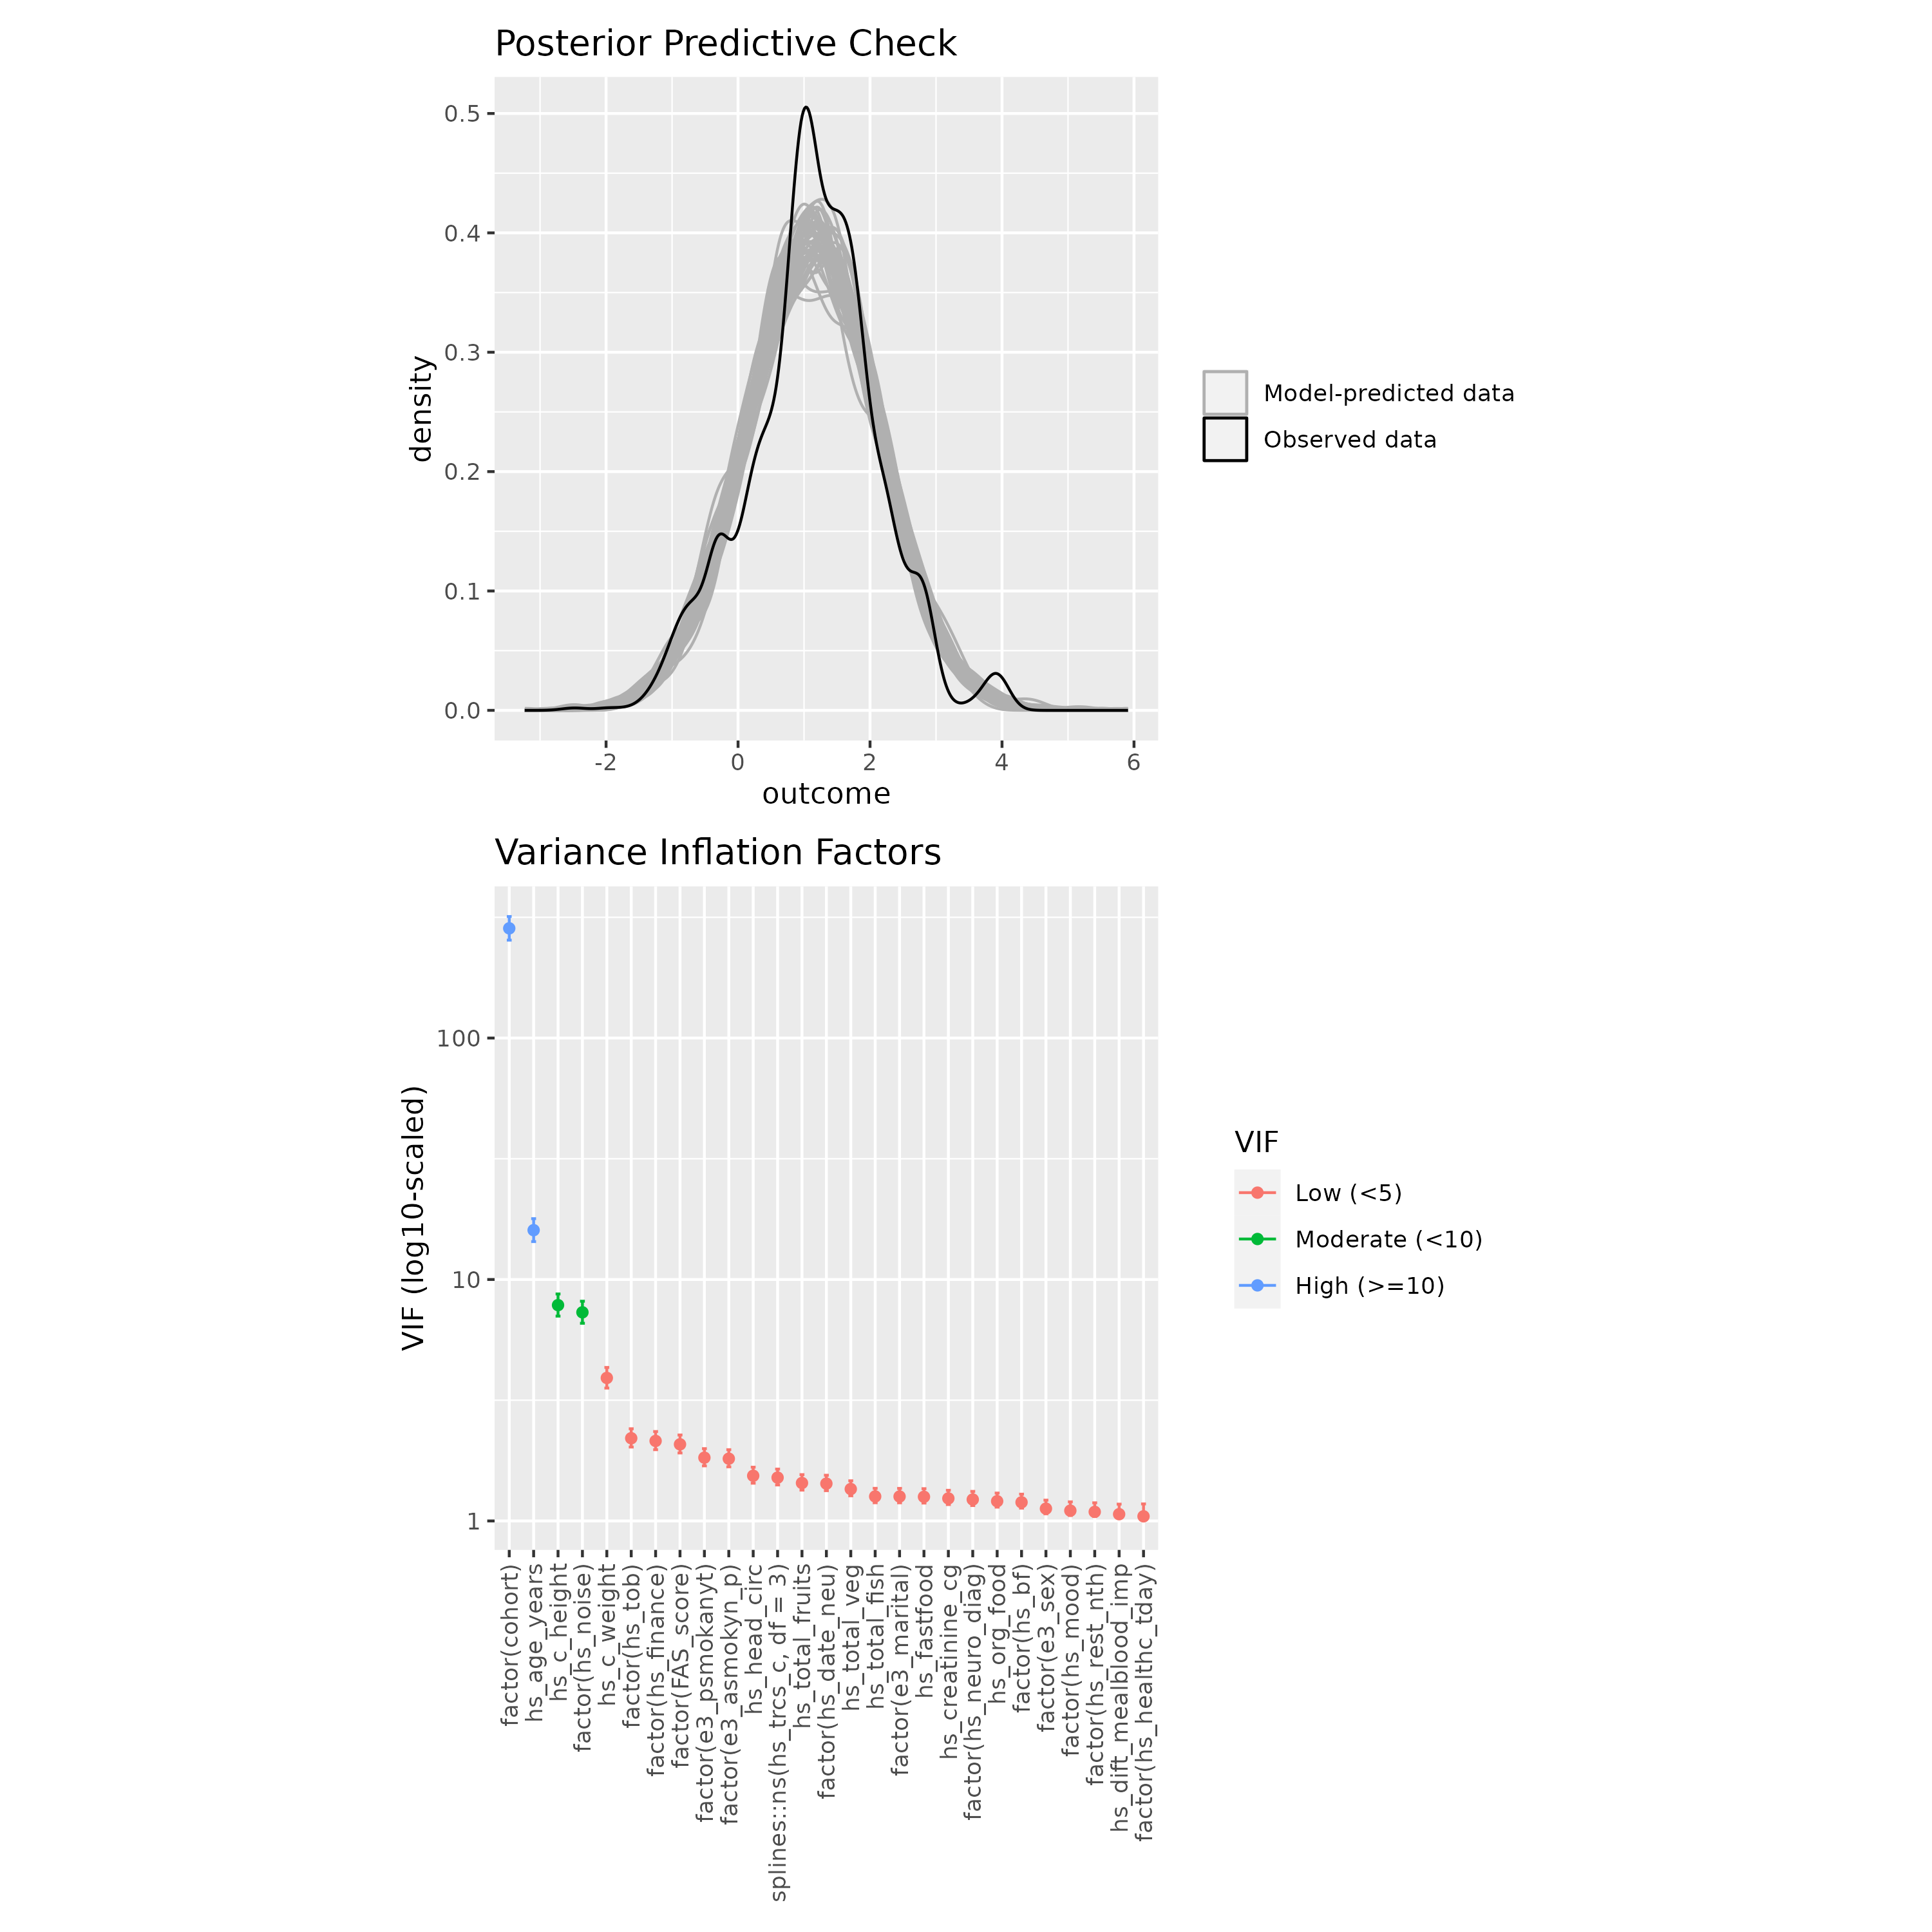 Posterior Predictive Check
0.5
0.4
0.3
0.2
0.1
0.0
density
-2
0
2
4
6
outcome
Model-predicted data
Observed data
Variance Inflation Factors
100
10
1
VIF (log10-scaled)
factor(cohort)
hs_age_years
hs_c_height
factor(hs_noise)
hs_c_weight
factor(hs_tob)
factor(hs_finance)
factor(FAS_score)
factor(e3_psmokanyt)
factor(e3_asmokyn_p)
hs_head_circ
splines::ns(hs_trcs_c, df = 3)
hs_total_fruits
factor(hs_date_neu)
hs_total_veg
hs_total_fish
factor(e3_marital)
hs_fastfood
hs_creatinine_cg
factor(hs_neuro_diag)
hs_org_food
factor(hs_bf)
factor(e3_sex)
factor(hs_mood)
factor(hs_rest_nth)
hs_dift_mealblood_imp
factor(hs_healthc_tday)
VIF
Low (<5)
Moderate (<10)
High (>=10)